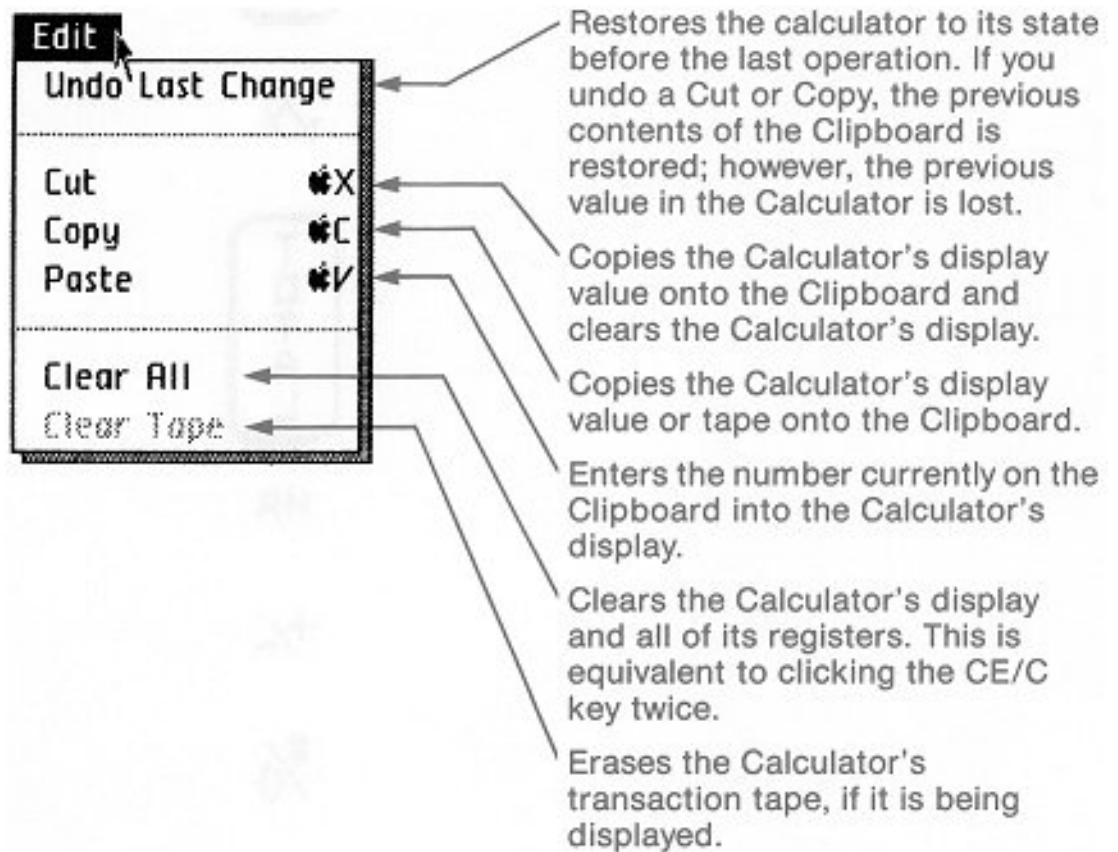 Edit
Undo Last Change
Cut X
Copy C
Paste V
Clear All
Clear Tape
Restores the calculator to its state
before the last operation. If you
undo a Cut or Copy, the previous
contents of the Clipboard is
restored; however, the previous
value in the Calculator is lost.
Copies the Calculator's display
value onto the Clipboard and
clears the Calculator's display.
Copies the Calculator's display
value or tape onto the Clipboard.
Enters the number currently on the
Clipboard into the Calculator's
display.
Clears the Calculator's display
and all of its registers. This is
equivalent to clicking the CE/C
key twice.
Erases the Calculator's
transaction tape, if it is being
displayed.